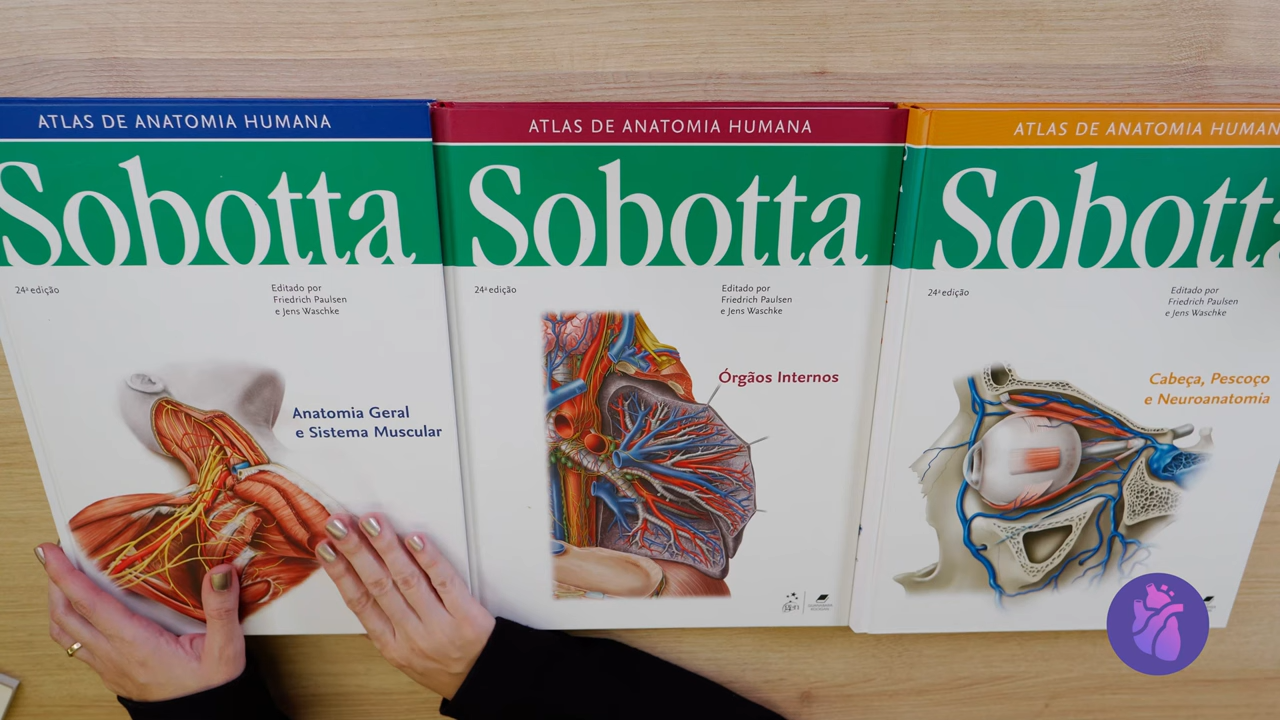 ATLAS DE ANATOMIA HUMANA
Sobotta
24ª edição
Editado por
Friedrich Paulsen
e Jens Waschke
Anatomia Geral
e Sistema Muscular
ATLAS DE ANATOMIA HUMANA
Sobotta
24ª edição
Editado por
Friedrich Paulsen
e Jens Waschke
Órgãos Internos
ATLAS DE ANATOMIA HUMAN
Sobott
24ª edição
Editado por
Friedrich Paulsen
e Jens Waschke
Cabeça, Pescoço
e Neuroanatomia